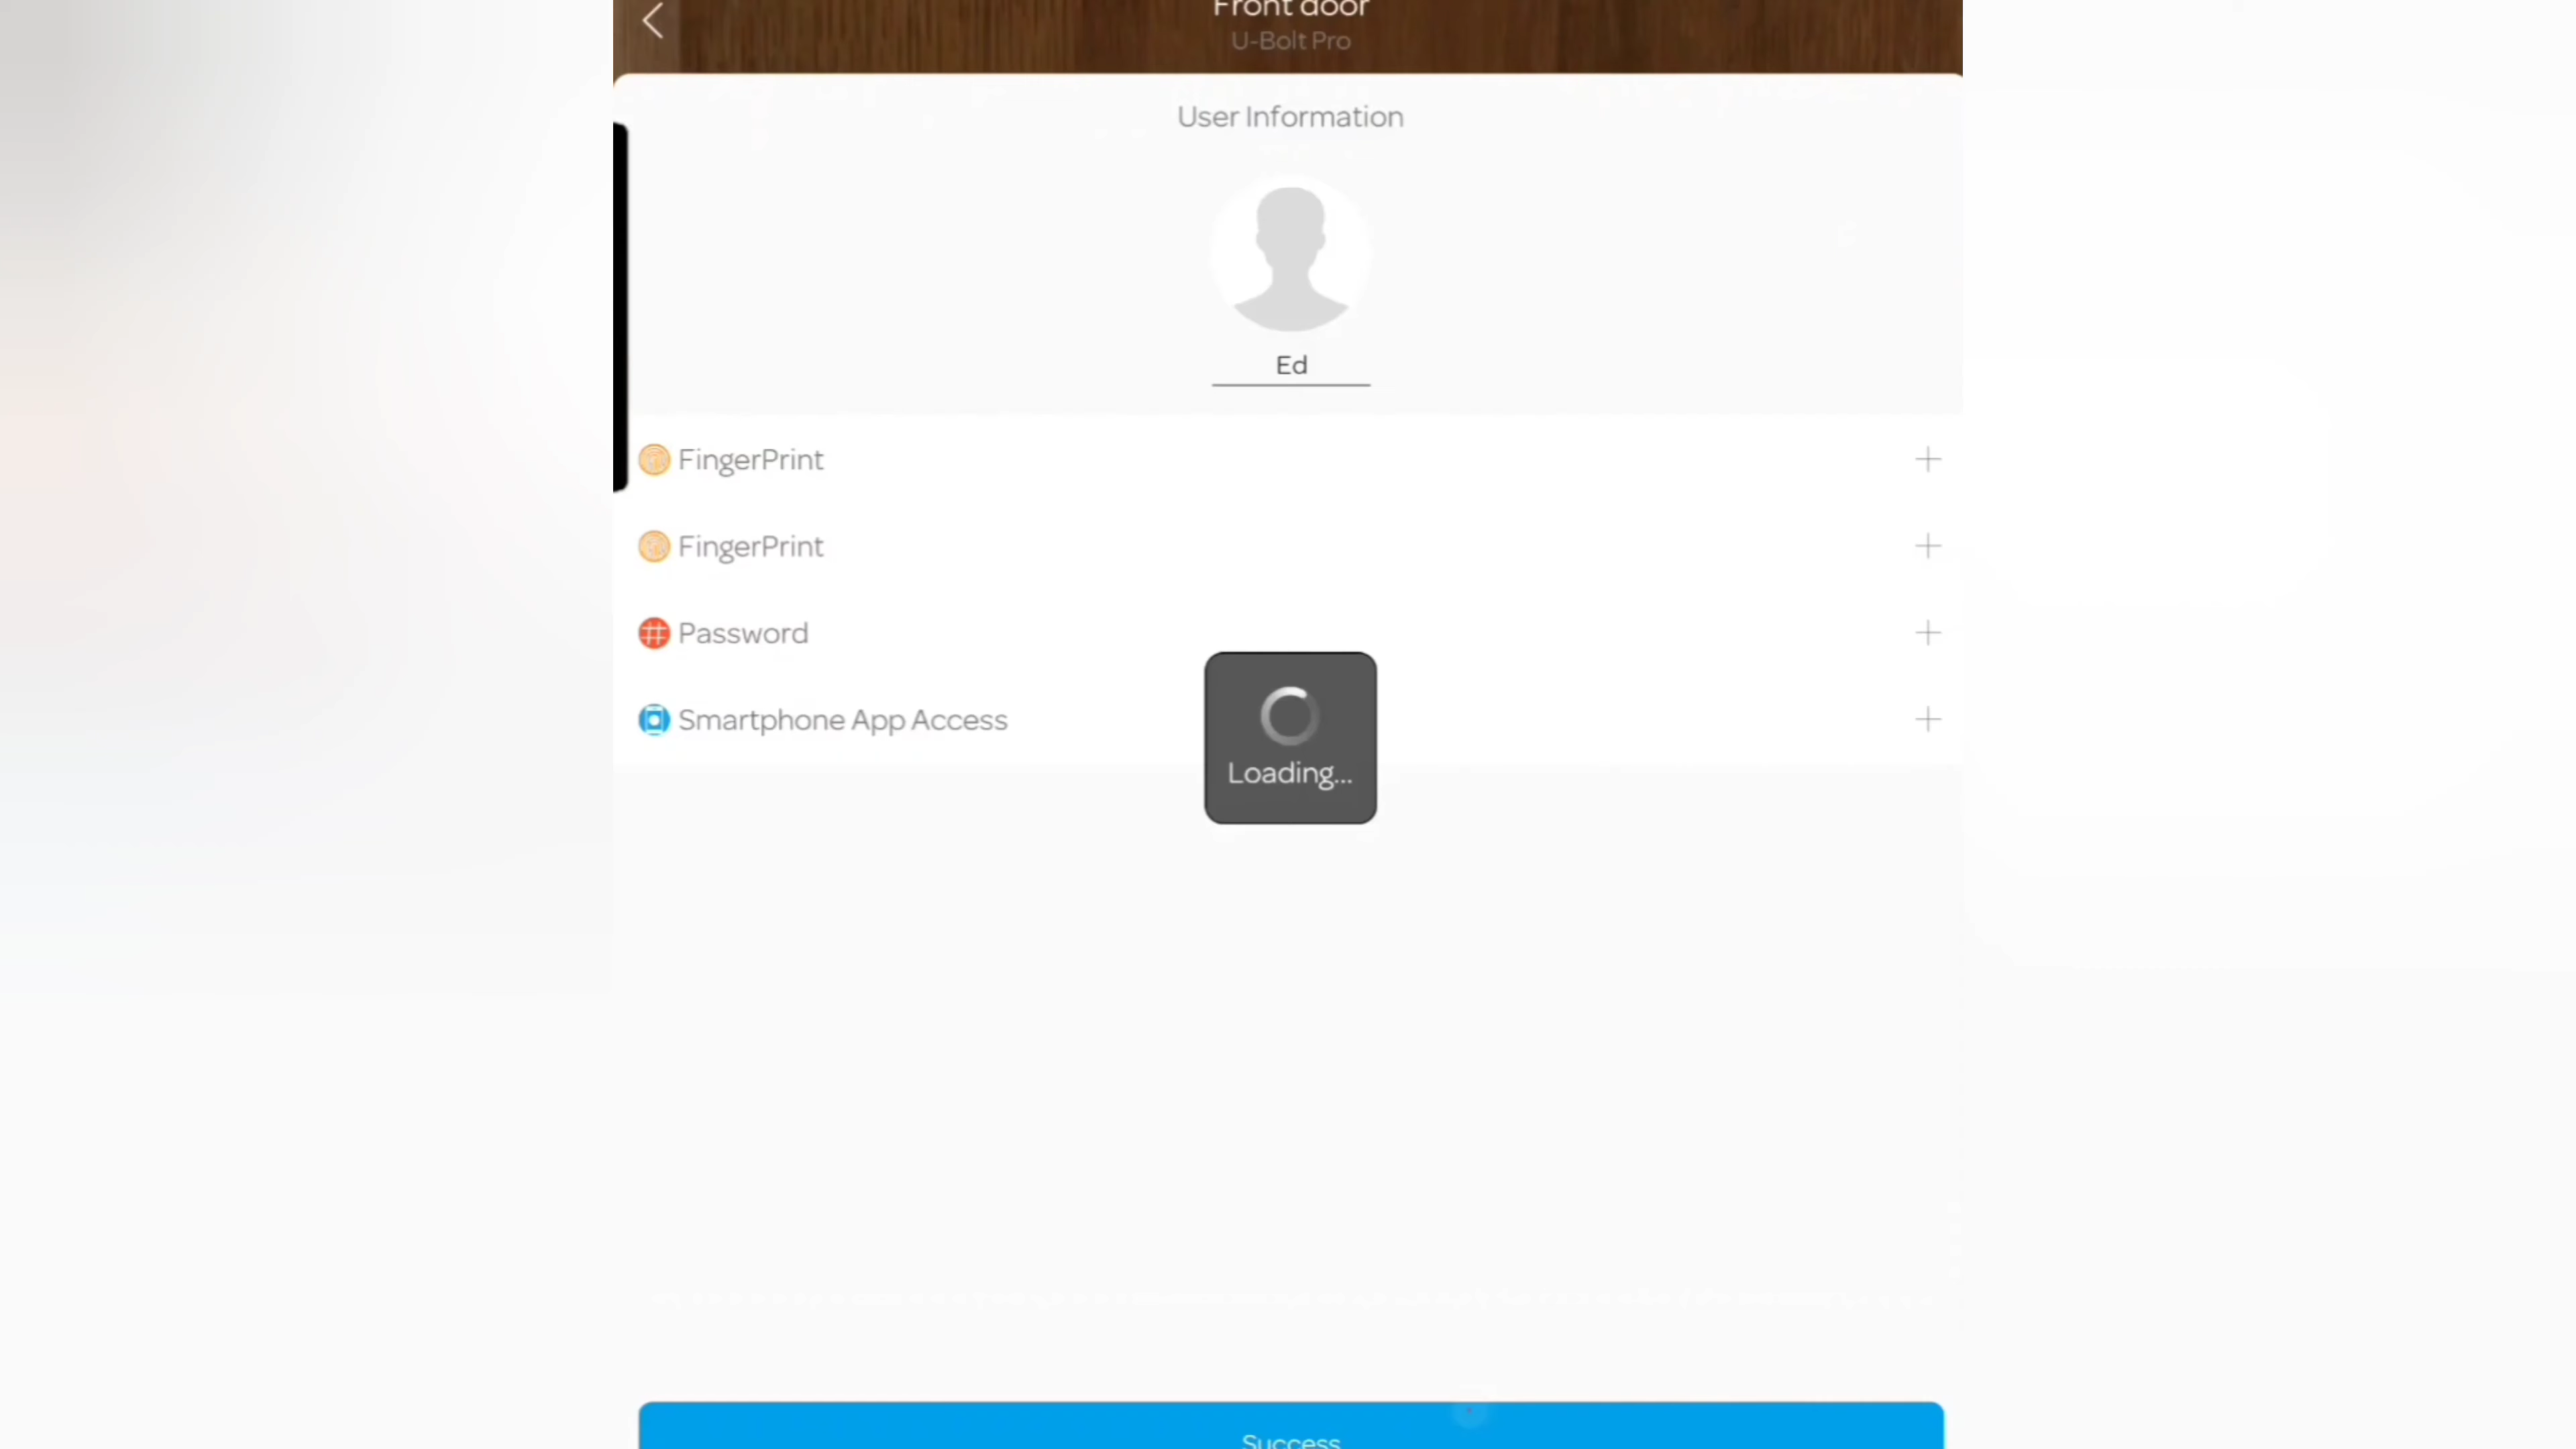 Front door
U-Bolt Pro
User Information
Ed
FingerPrint
FingerPrint
Password
Smartphone App Access
Loading...
Success